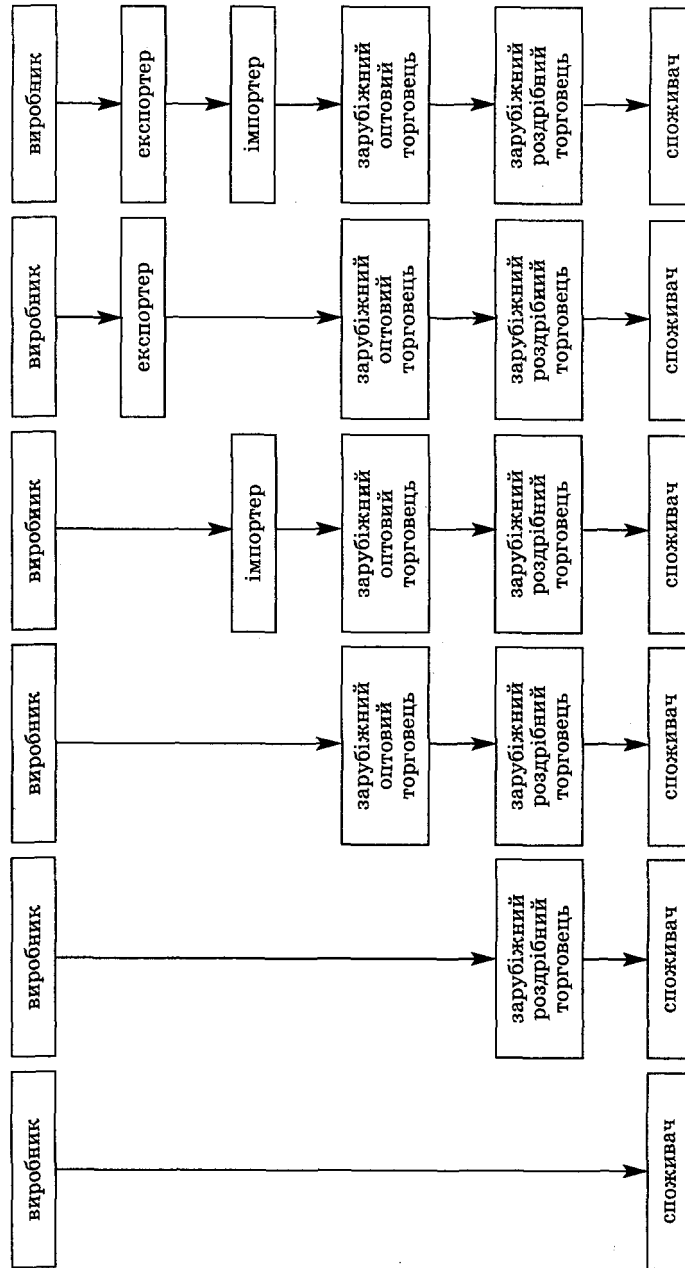 виробник
споживач
виробник
зарубіжний
роздрібний
торговець
споживач
виробник
зарубіжний
оптовий
торговець
зарубіжний
роздрібний
торговець
споживач
виробник
імпортер
зарубіжний
оптовий
торговець
зарубіжний
роздрібний
торговець
споживач
виробник
експортер
зарубіжний
оптовий
торговець
зарубіжний
роздрібний
торговець
споживач
виробник
експортер
імпортер
зарубіжний
оптовий
торговець
зарубіжний
роздрібний
торговець
споживач